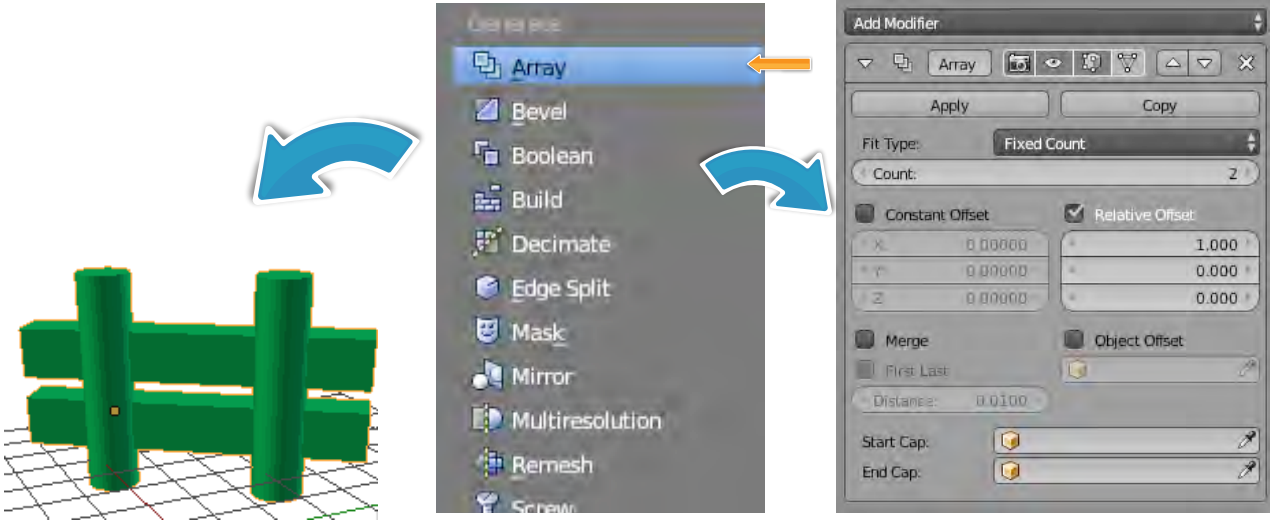 Generate
Array
Bevel
Boolean
Build
Decimate
Edge Split
Mask
Mirror
Multiresolution
Remesh
Screw
Add Modifier
Array
Apply Copy
Fit Type: Fixed Count
Count: 2
Constant Offset Relative Offset
X: 0.00000 1.000
Y: 0.00000 0.000
Z: 0.00000 0.000
Merge Object Offset
First Last
Distance: 0.0100
Start Cap:
End Cap: